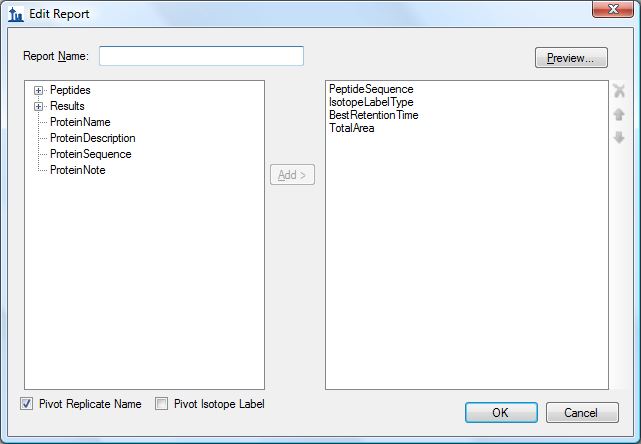 Edit Report
Report Name:
Preview...
Peptides
Results
ProteinName
ProteinDescription
ProteinSequence
ProteinNote
Add >
PeptideSequence
IsotopeLabelType
BestRetentionTime
TotalArea
Pivot Replicate Name
Pivot Isotope Label
OK
Cancel